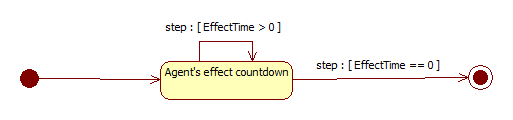 step : [ EffectTime > 0 ]
Agent's effect countdown
step : [ EffectTime == 0 ]